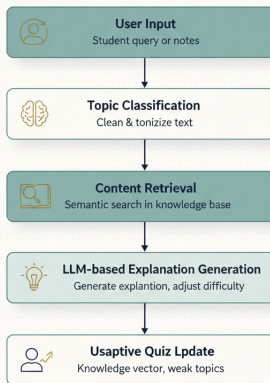 User Input
Student query or notes
Topic Classification
Clean & tonizize text
Content Retrieval
Semantic search in knowledge base
LLM-based Explanation Generation
Generate explantion, adjust difficulty
Usaptive Quiz Lpdate
Knowledge vector, weak topics